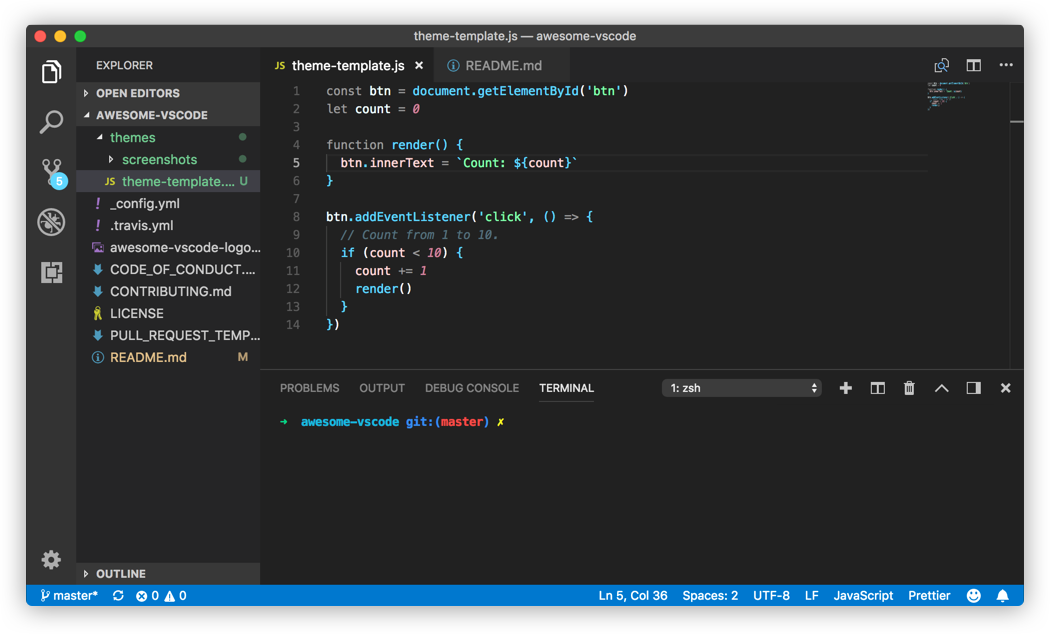 theme-template.js — awesome-vscode
EXPLORER
OPEN EDITORS
AWESOME-VSCODE
themes
screenshots
JS theme-template.... U
! _config.yml
! .travis.yml
awesome-vscode-logo...
CODE_OF_CONDUCT....
CONTRIBUTING.md
LICENSE
PULL_REQUEST_TEMP...
README.md M
OUTLINE
5
JS theme-template.js ×
README.md
1 const btn = document.getElementById('btn')
2 let count = 0
3
4 function render() {
5 btn.innerText = `Count: ${count}`
6 }
7
8 btn.addEventListener('click', () => {
9 // Count from 1 to 10.
10 if (count < 10) {
11 count += 1
12 render()
13 }
14 })
PROBLEMS OUTPUT DEBUG CONSOLE TERMINAL 1: zsh
→ awesome-vscode git:(master) ✗
master* 0 0 Ln 5, Col 36 Spaces: 2 UTF-8 LF JavaScript Prettier